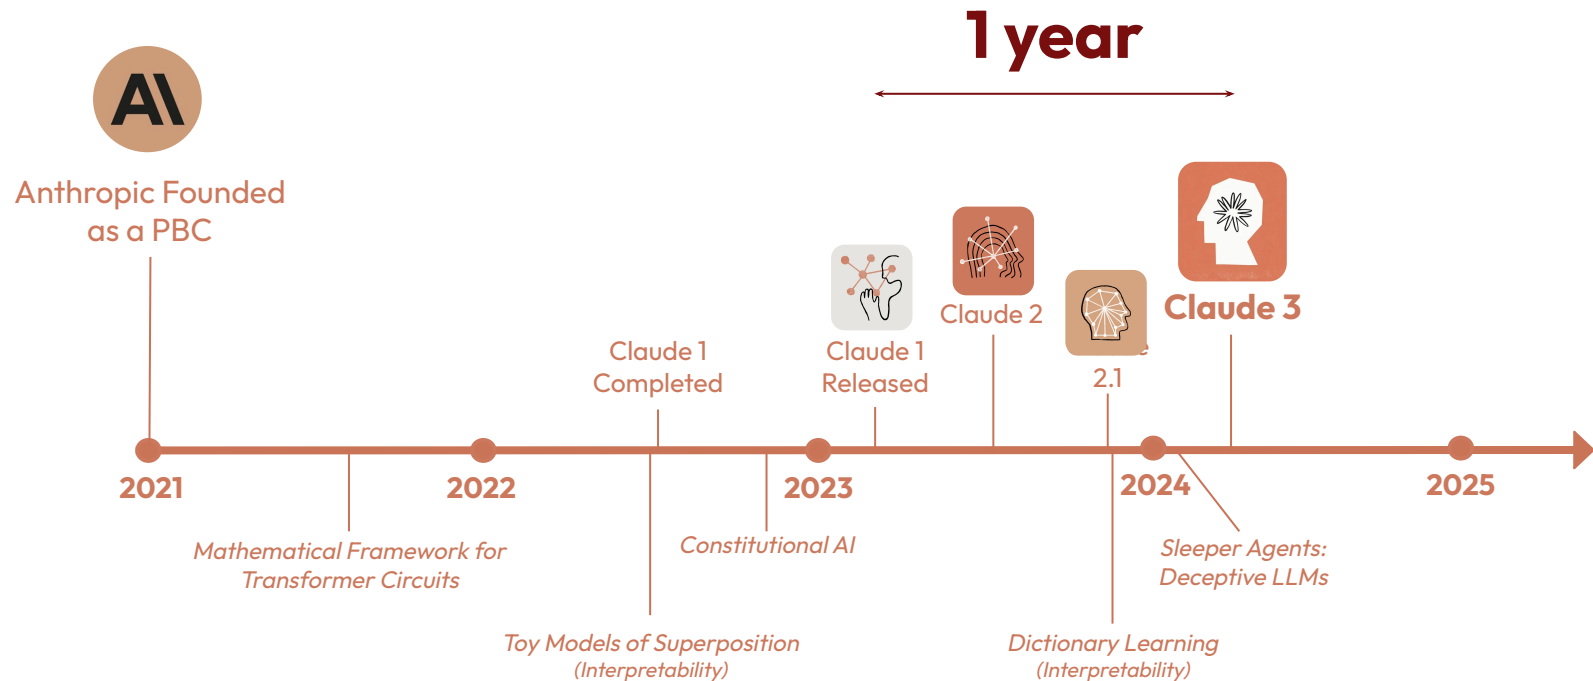 1 year
AI
Anthropic Founded
as a PBC
Claude 2
Claude 3
Claude 1
Completed
Claude 1
Released
2.1
2021
2022
2023
2024
2025
Mathematical Framework for
Transformer Circuits
Constitutional AI
Sleeper Agents:
Deceptive LLMs
Toy Models of Superposition
(Interpretability)
Dictionary Learning
(Interpretability)